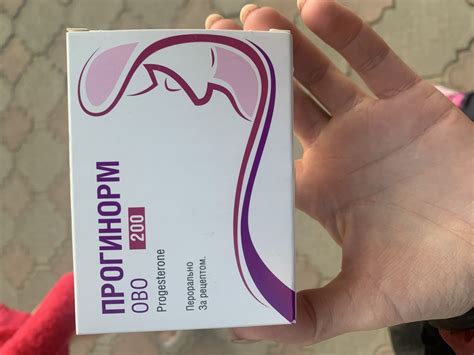 ПРОГИНОРМ
ОВО 200
Progesterone
Перорально
За рецептом.